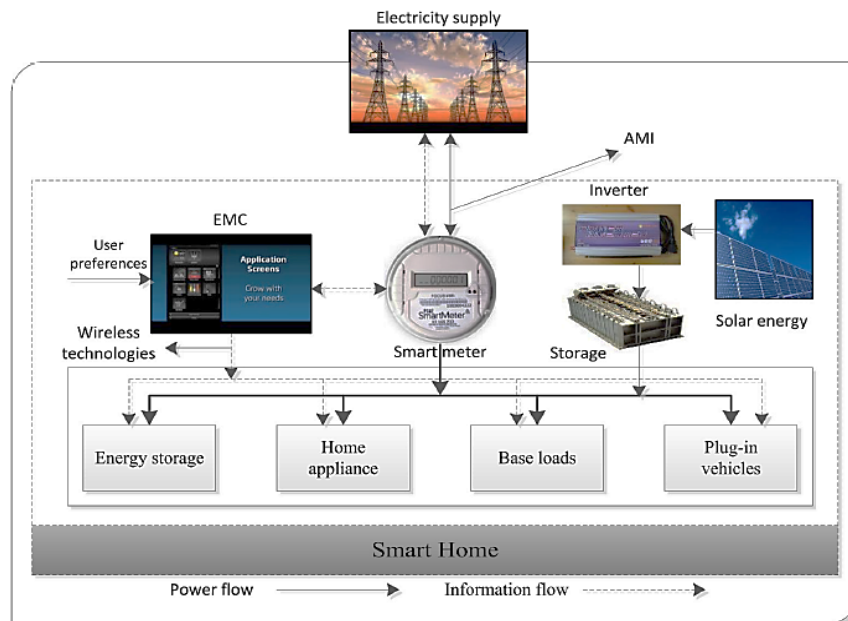 Electricity supply
AMI
EMC
Inverter
User
preferences
Application
Screens
Grow with
your needs
SmartMeter
Wireless
technologies
Smart meter
Storage
Solar energy
Energy storage
Home
appliance
Base loads
Plug-in
vehicles
Smart Home
Power flow
Information flow